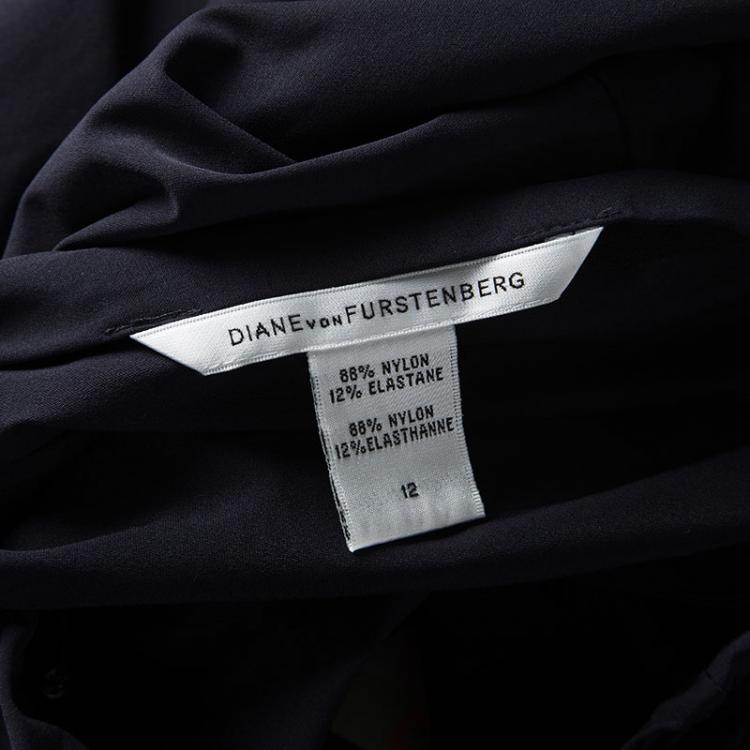 DIANE VON FURSTENBERG
88% NYLON
12% ELASTANE
88% NYLON
12%ELASTHANNE
12